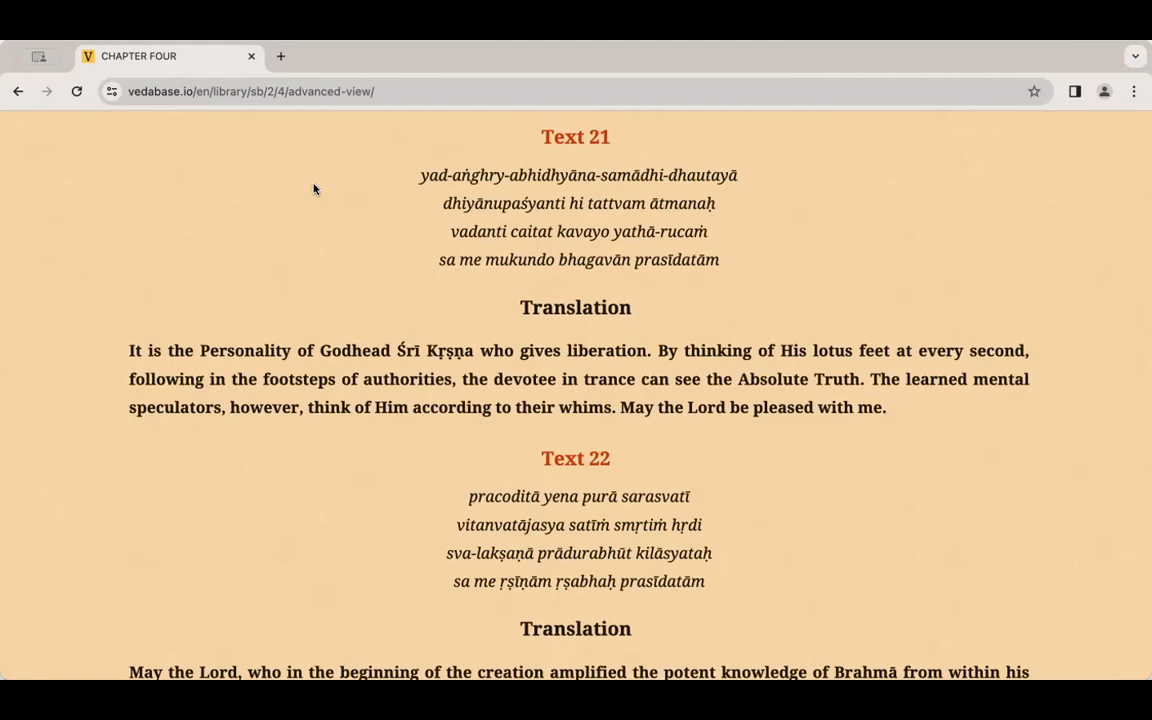 CHAPTER FOUR
vedabase.io/en/library/sb/2/4/advanced-view/
Text 21
yad-aṅghry-abhidhyāna-samādhi-dhautayā
dhiyānupaśyanti hi tattvam ātmanaḥ
vadanti caitat kavayo yathā-rucaṁ
sa me mukundo bhagavān prasīdatām
Translation
It is the Personality of Godhead Śrī Kṛṣṇa who gives liberation. By thinking of His lotus feet at every second,
following in the footsteps of authorities, the devotee in trance can see the Absolute Truth. The learned mental
speculators, however, think of Him according to their whims. May the Lord be pleased with me.
Text 22
pracoditā yena purā sarasvatī
vitanvatājasya satīṁ smṛtiṁ hṛdi
sva-lakṣaṇā prādurabhūt kilāsyataḥ
sa me ṛṣīṇām ṛṣabhaḥ prasīdatām
Translation
May the Lord, who in the beginning of the creation amplified the potent knowledge of Brahmā from within his